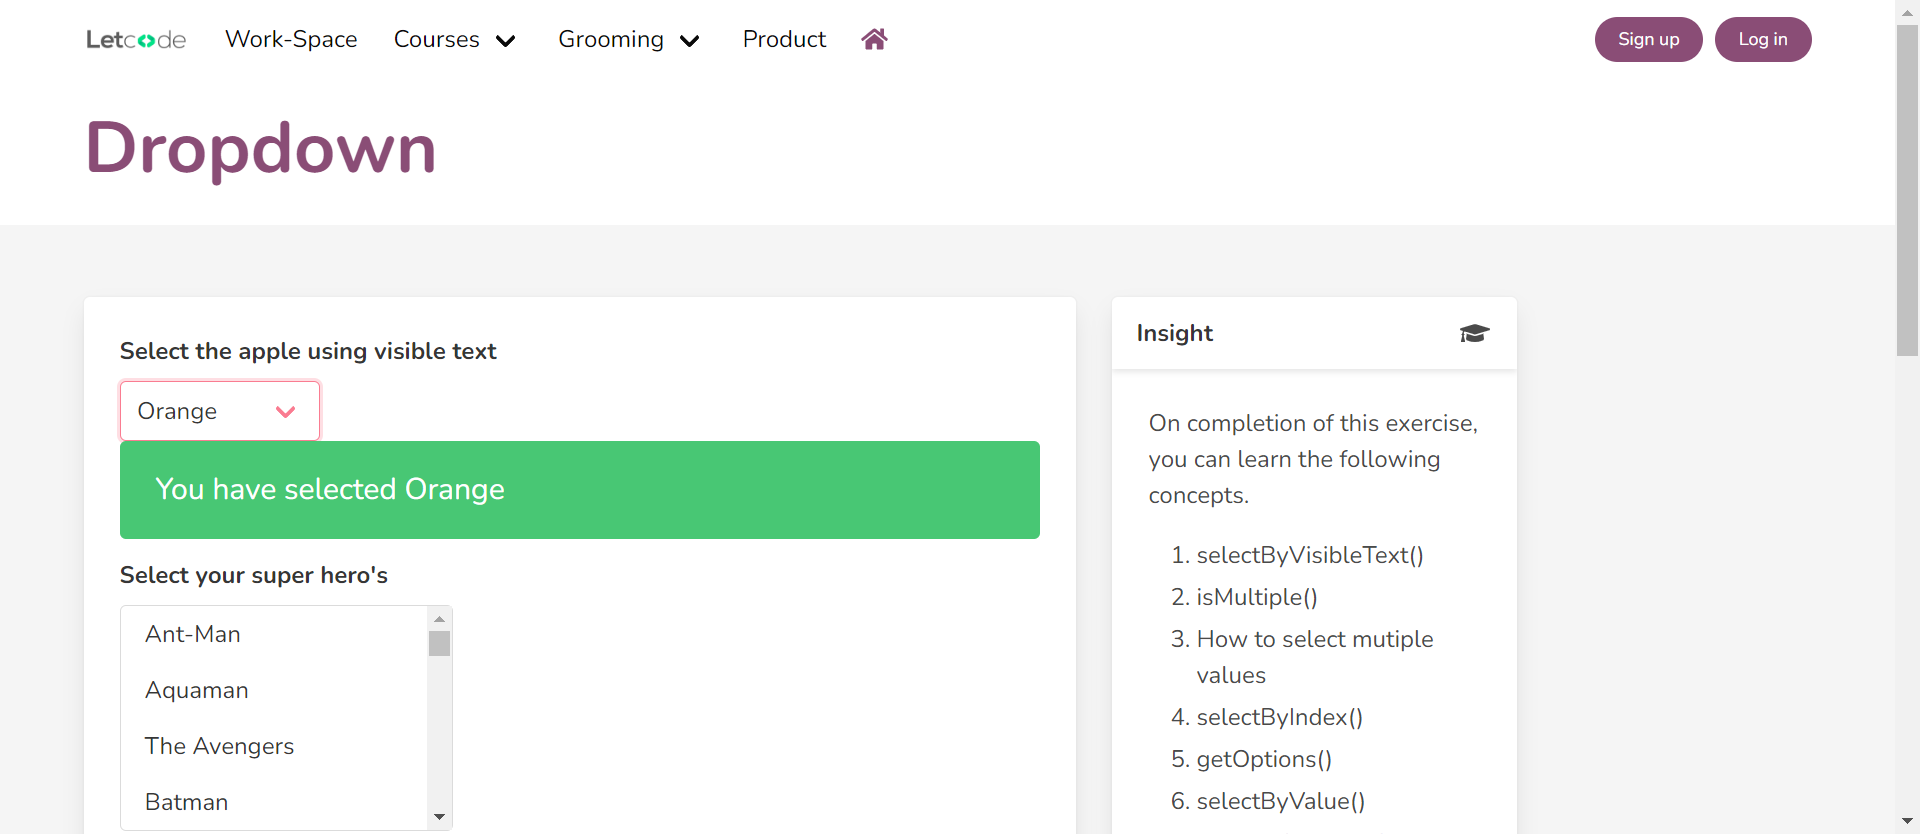 Letcode
Work-Space
Courses
Grooming
Product
Sign up
Log in
Dropdown
Select the apple using visible text
Orange
You have selected Orange
Select your super hero's
Ant-Man
Aquaman
The Avengers
Batman
Insight
On completion of this exercise,
you can learn the following
concepts.
1. selectByVisibleText()
2. isMultiple()
3. How to select mutiple
values
4. selectByIndex()
5. getOptions()
6. selectByValue()